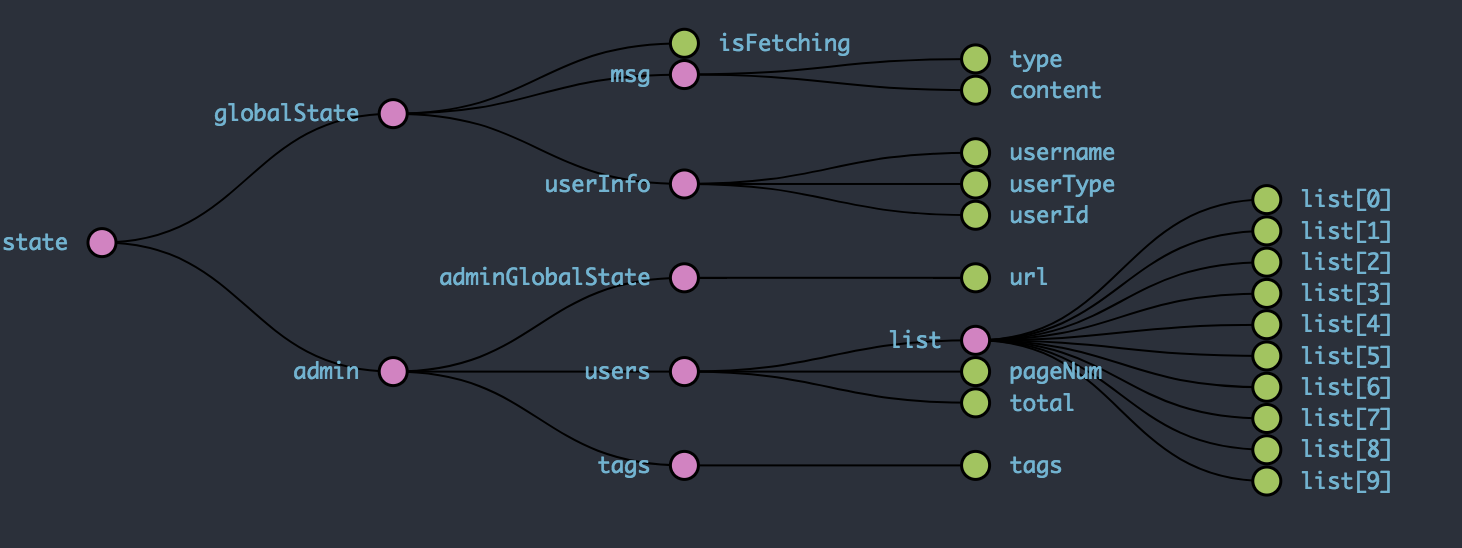 state
globalState
isFetching
msg
type
content
userInfo
username
userType
userId
admin
adminGlobalState
url
users
list
list[0]
list[1]
list[2]
list[3]
list[4]
list[5]
list[6]
list[7]
list[8]
list[9]
pageNum
total
tags
tags